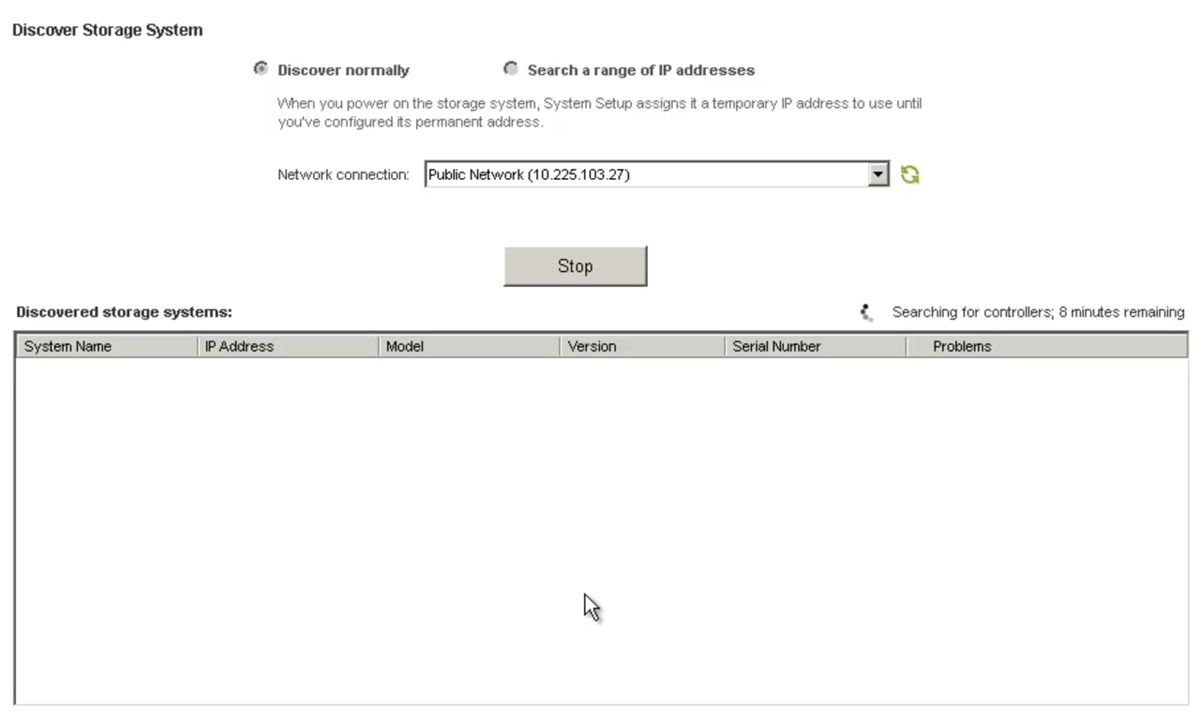 Discover Storage System
Discover normally
Search a range of IP addresses
When you power on the storage system, System Setup assigns it a temporary IP address to use until
you've configured its permanent address.
Network connection: Public Network (10.225.103.27)
Stop
Discovered storage systems:
Searching for controllers; 8 minutes remaining
System Name IP Address Model Version Serial Number Problems